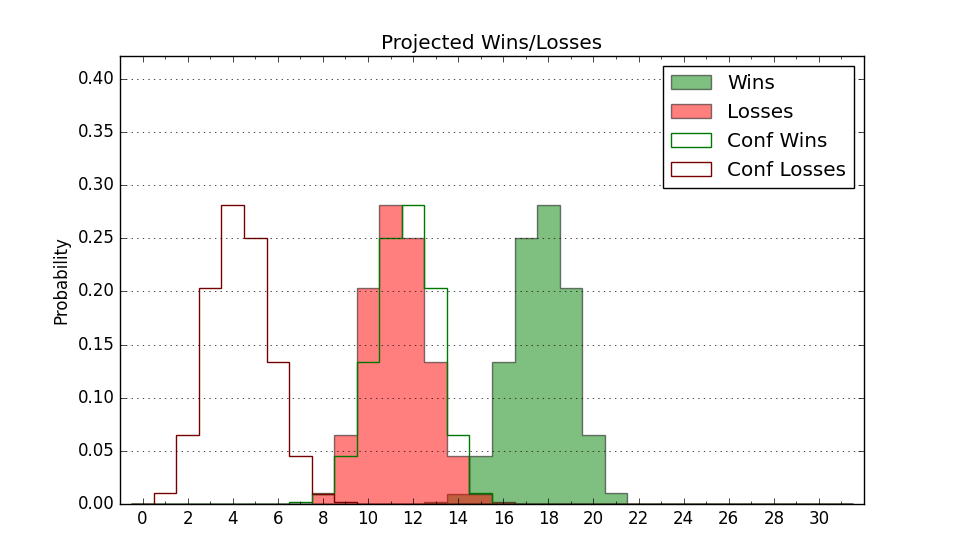 Projected Wins/Losses
0.40
0.35
0.30
0.25
0.20
0.15
0.10
0.05
0.00
Probability
Wins
Losses
Conf Wins
Conf Losses
0 2 4 6 8 10 12 14 16 18 20 22 24 26 28 30